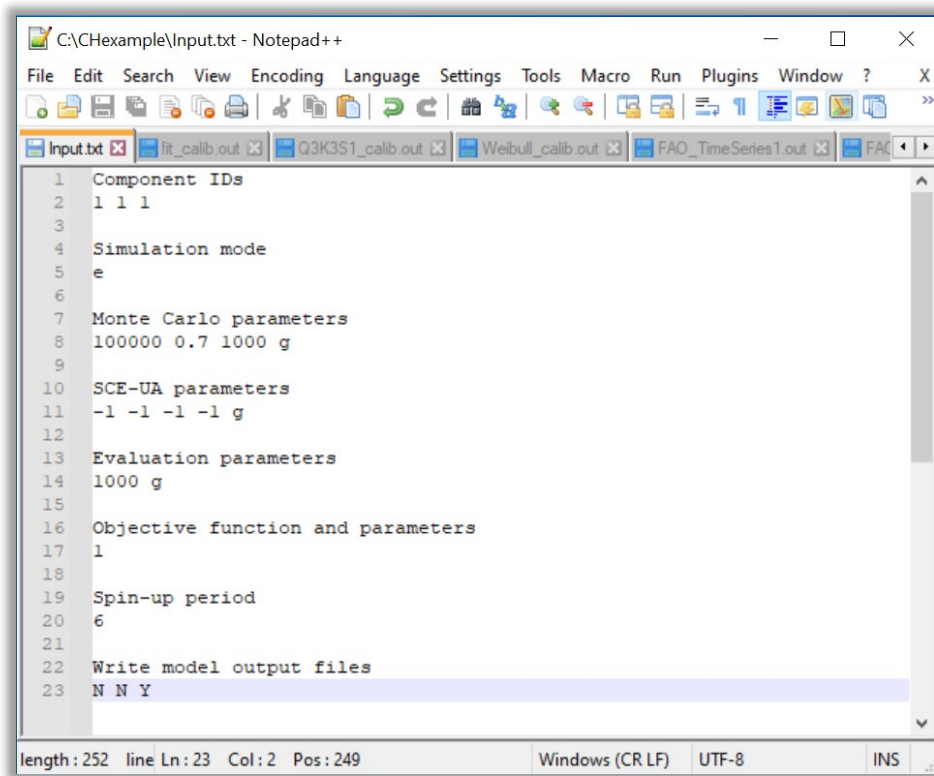 C:\CHexample\Input.txt - Notepad++
File Edit Search View Encoding Language Settings Tools Macro Run Plugins Window ? X
Input.txt fit_calib.out Q3K3S1_calib.out Weibull_calib.out FAO_TimeSeries1.out FAO
1 Component IDs
2 1 1 1
3
4 Simulation mode
5 e
6
7 Monte Carlo parameters
8 100000 0.7 1000 g
9
10 SCE-UA parameters
11 -1 -1 -1 -1 g
12
13 Evaluation parameters
14 1000 g
15
16 Objective function and parameters
17 1
18
19 Spin-up period
20 6
21
22 Write model output files
23 N N Y
length : 252 line Ln : 23 Col : 2 Pos : 249 Windows (CR LF) UTF-8 INS